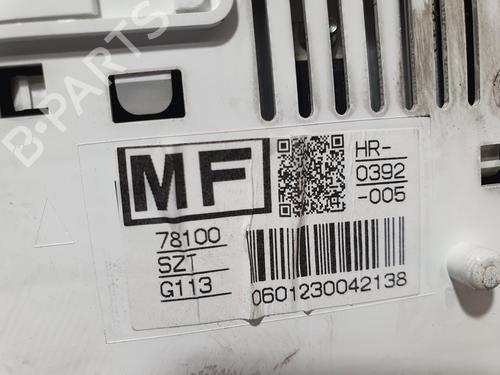 B-PARTS
MF
HR-
0392
-005
78100
SZT
G113
0601230042138